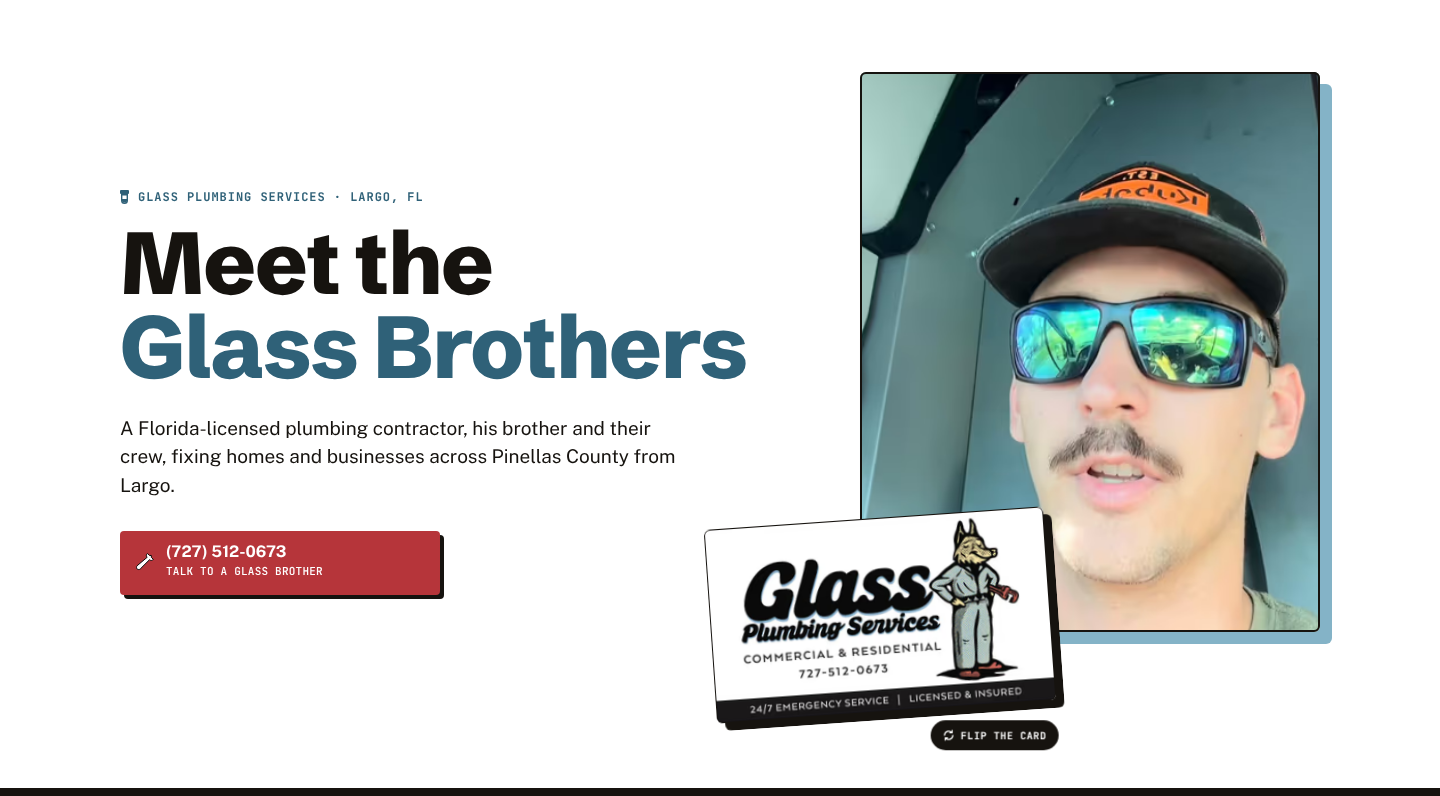 GLASS PLUMBING SERVICES · LARGO, FL
Meet the
Glass Brothers
A Florida-licensed plumbing contractor, his brother and their
crew, fixing homes and businesses across Pinellas County from
Largo.
(727) 512-0673
TALK TO A GLASS BROTHER
EST.
Kubota
Glass
Plumbing Services
COMMERCIAL & RESIDENTIAL
727-512-0673
24/7 EMERGENCY SERVICE | LICENSED & INSURED
FLIP THE CARD